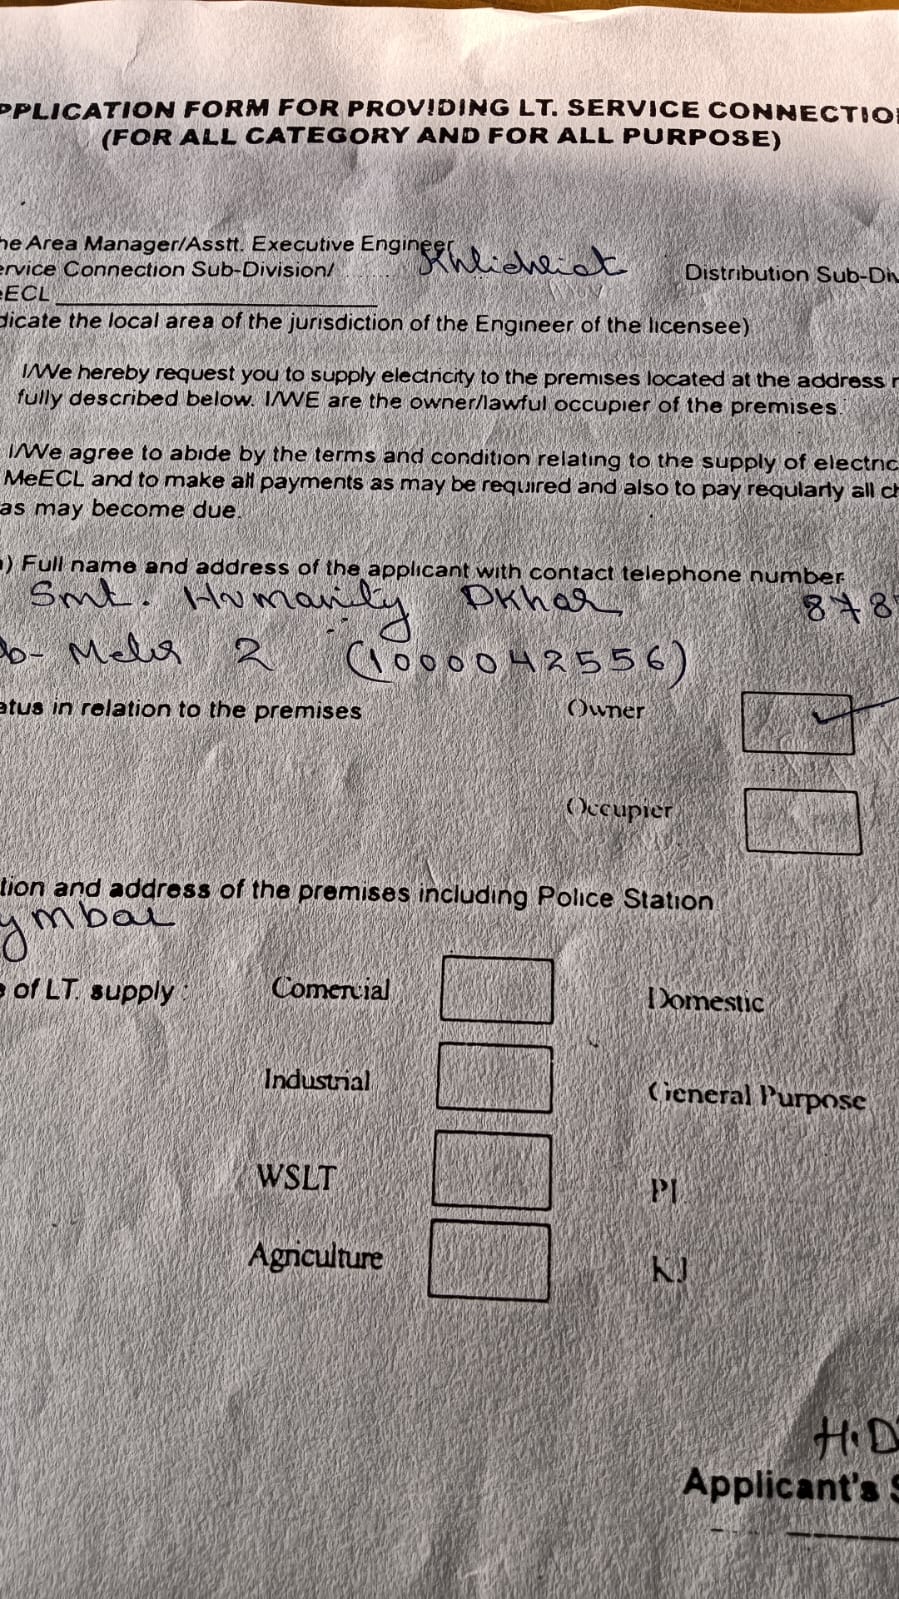 PPLICATION FORM FOR PROVIDING LT. SERVICE CONNECTIO
(FOR ALL CATEGORY AND FOR ALL PURPOSE)
he Area Manager/Asstt. Executive Engineer
ervice Connection Sub-Division/ Khliehriat Distribution Sub-Div
eECL
dicate the local area of the jurisdiction of the Engineer of the licensee)
I/We hereby request you to supply electricity to the premises located at the address
fully described below. I/WE are the owner/lawful occupier of the premises.
I/We agree to abide by the terms and condition relating to the supply of electric
MeECL and to make all payments as may be required and also to pay reqularly all ch
as may become due.
) Full name and address of the applicant with contact telephone number
Smt. Humanity Dkhar, 878
2 (1000042556)
atus in relation to the premises Owner
Occupier
tion and address of the premises including Police Station
ymbai
of LT. supply : Comercial Domestic
Industrial General Purpose
WSLT PL
Agriculture KJ
H.D
Applicant's S